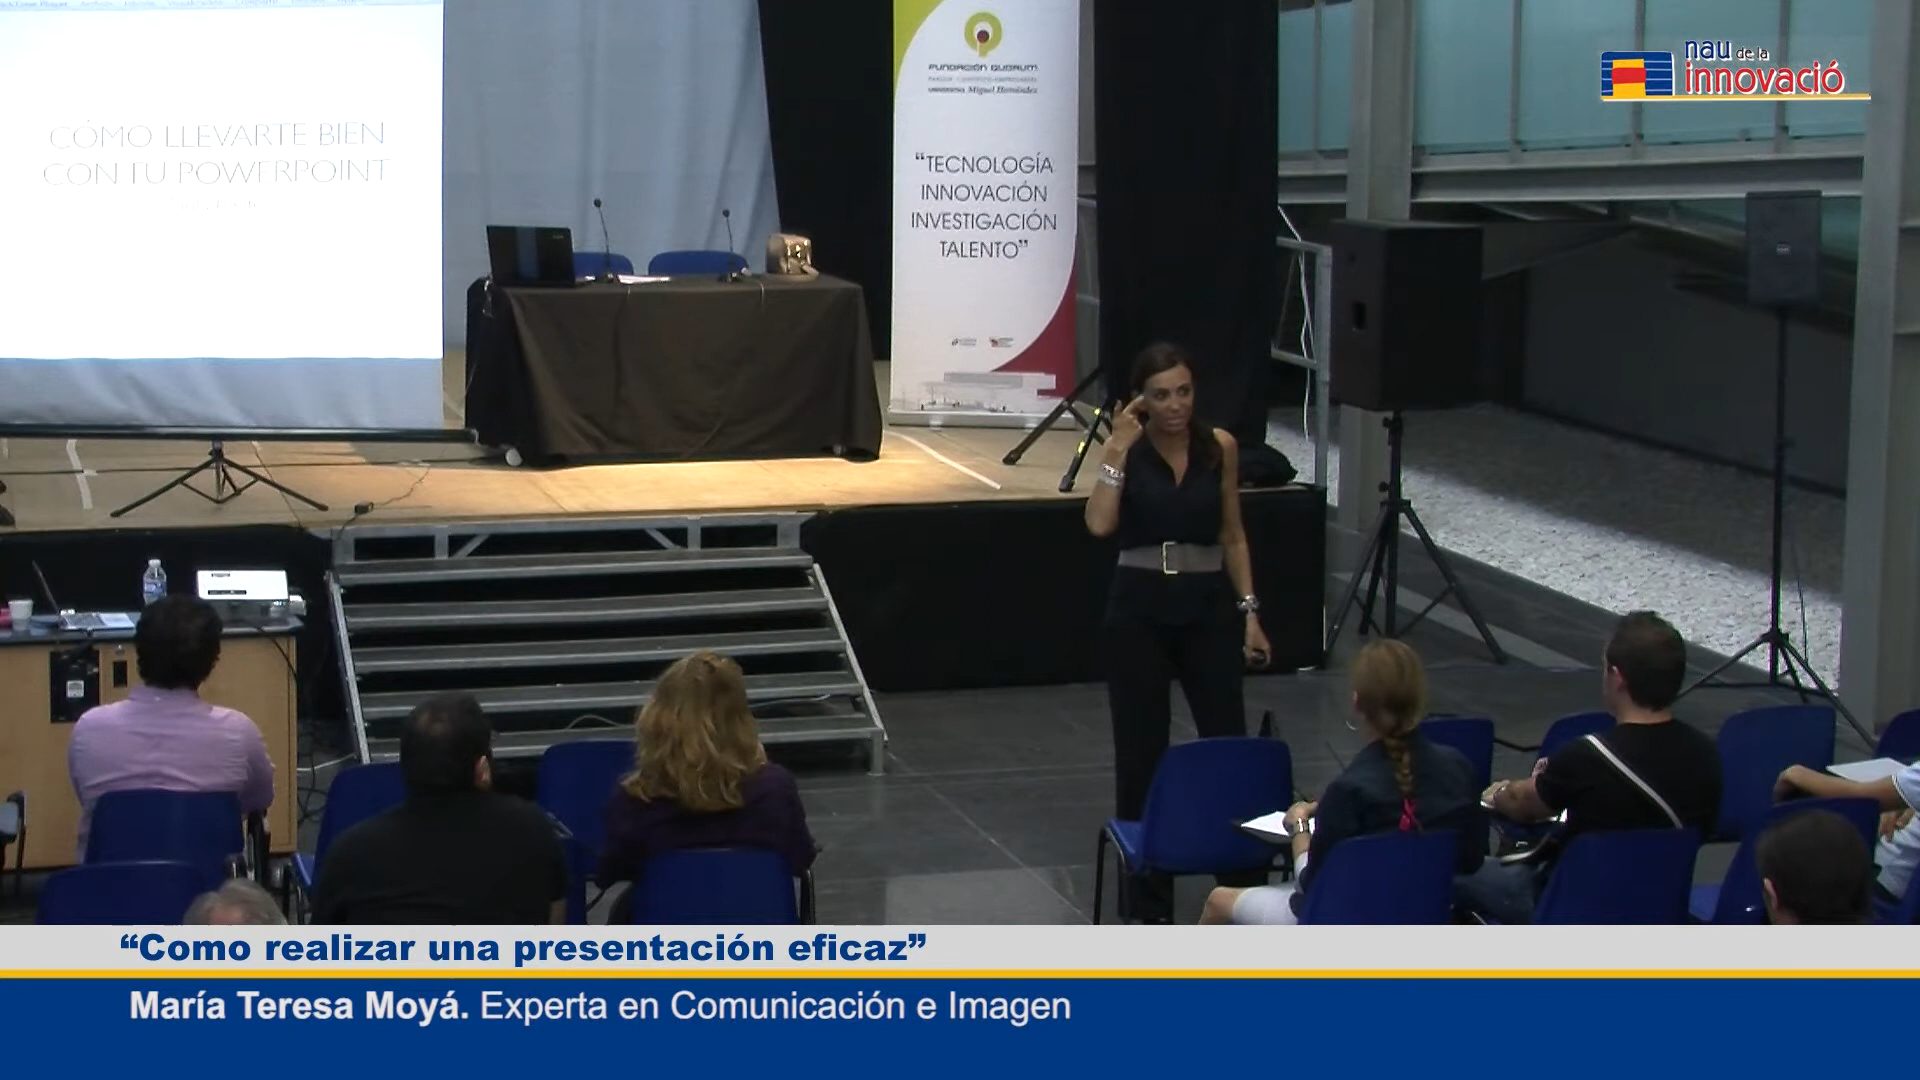 CÓMO LLEVARTE BIEN
CON TU POWERPOINT
FUNDACIÓN QUORUM
UNIVERSITAS Miguel Hernández
“TECNOLOGÍA
INNOVACIÓN
INVESTIGACIÓN
TALENTO”
nau de la
innovació
“Como realizar una presentación eficaz”
María Teresa Moyá. Experta en Comunicación e Imagen